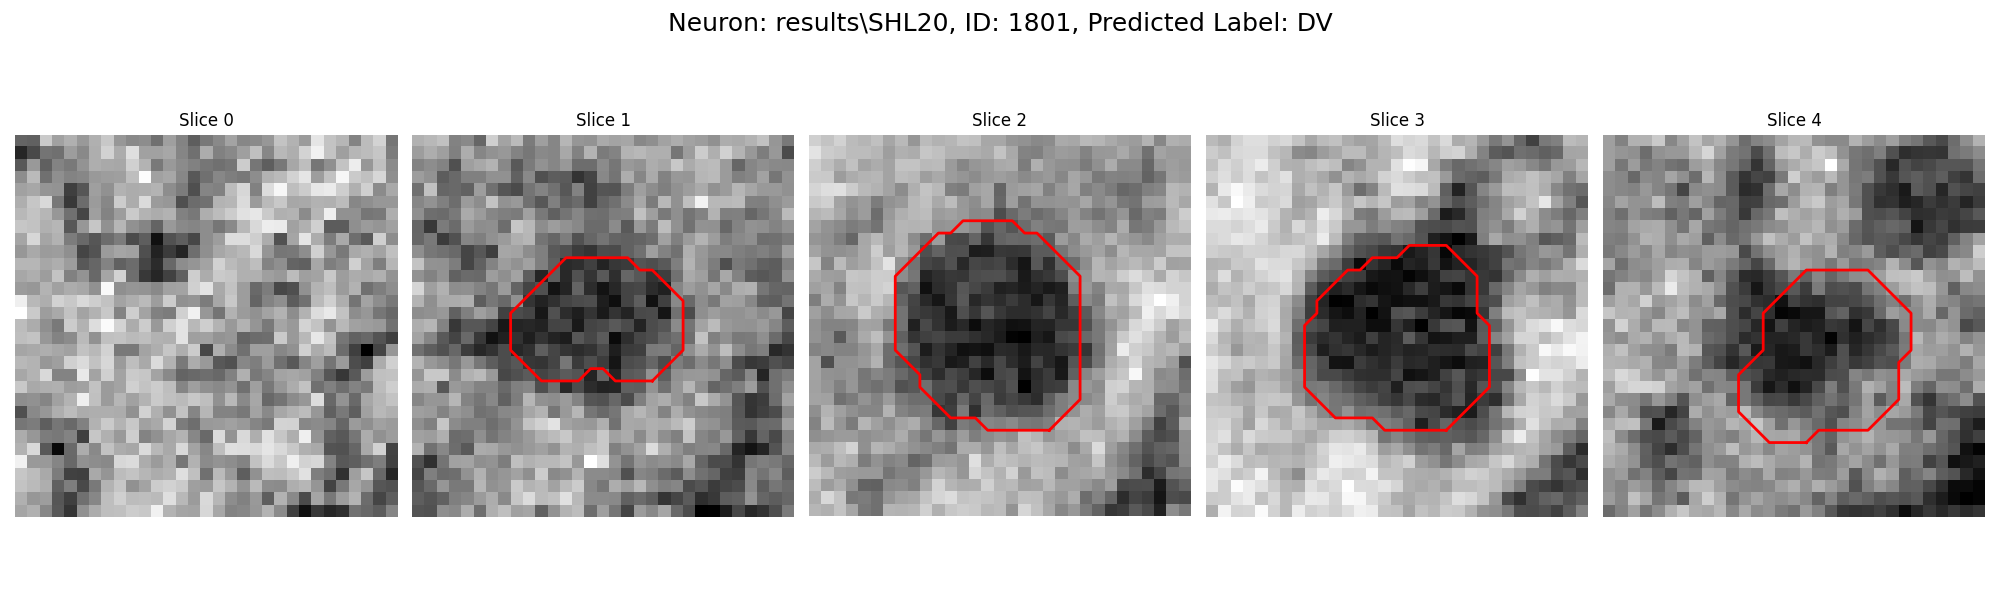 Neuron: results\SHL20, ID: 1801, Predicted Label: DV
Slice 0
Slice 1
Slice 2
Slice 3
Slice 4